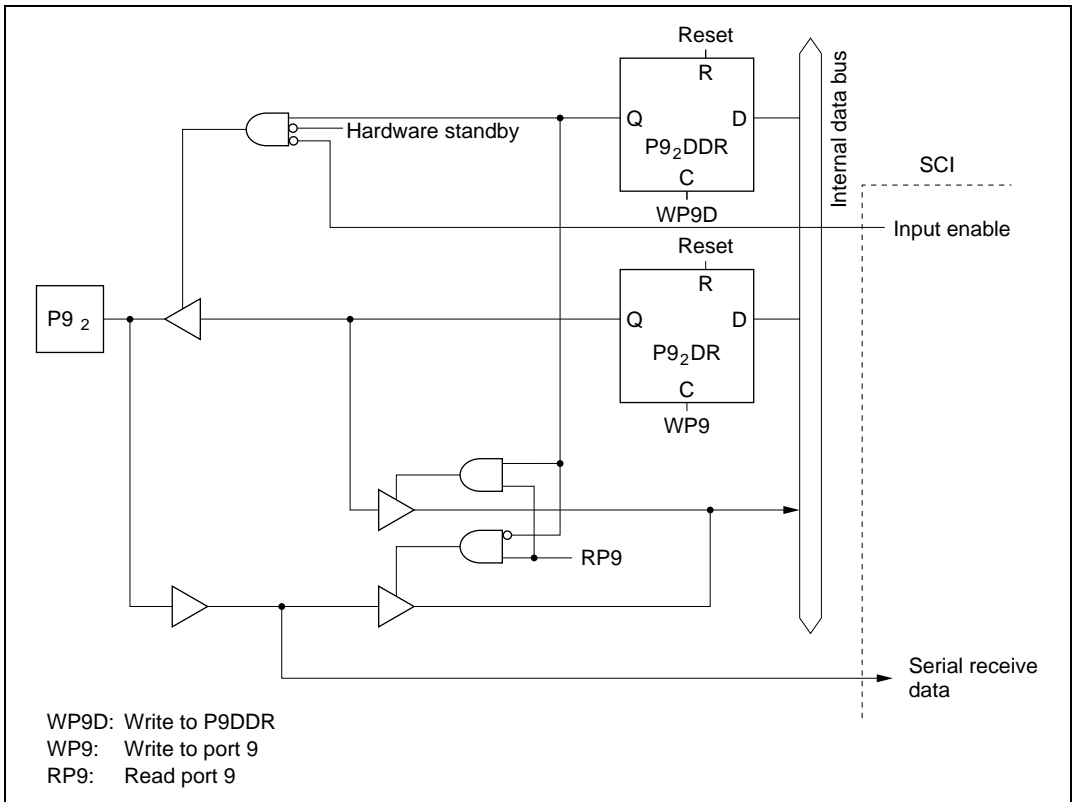 Reset
R
Q D
P9₂DDR
C
WP9D
Hardware standby
Internal data bus
SCI
Input enable
Reset
R
Q D
P9₂DR
C
WP9
P9 ₂
RP9
Serial receive
data
WP9D: Write to P9DDR
WP9: Write to port 9
RP9: Read port 9